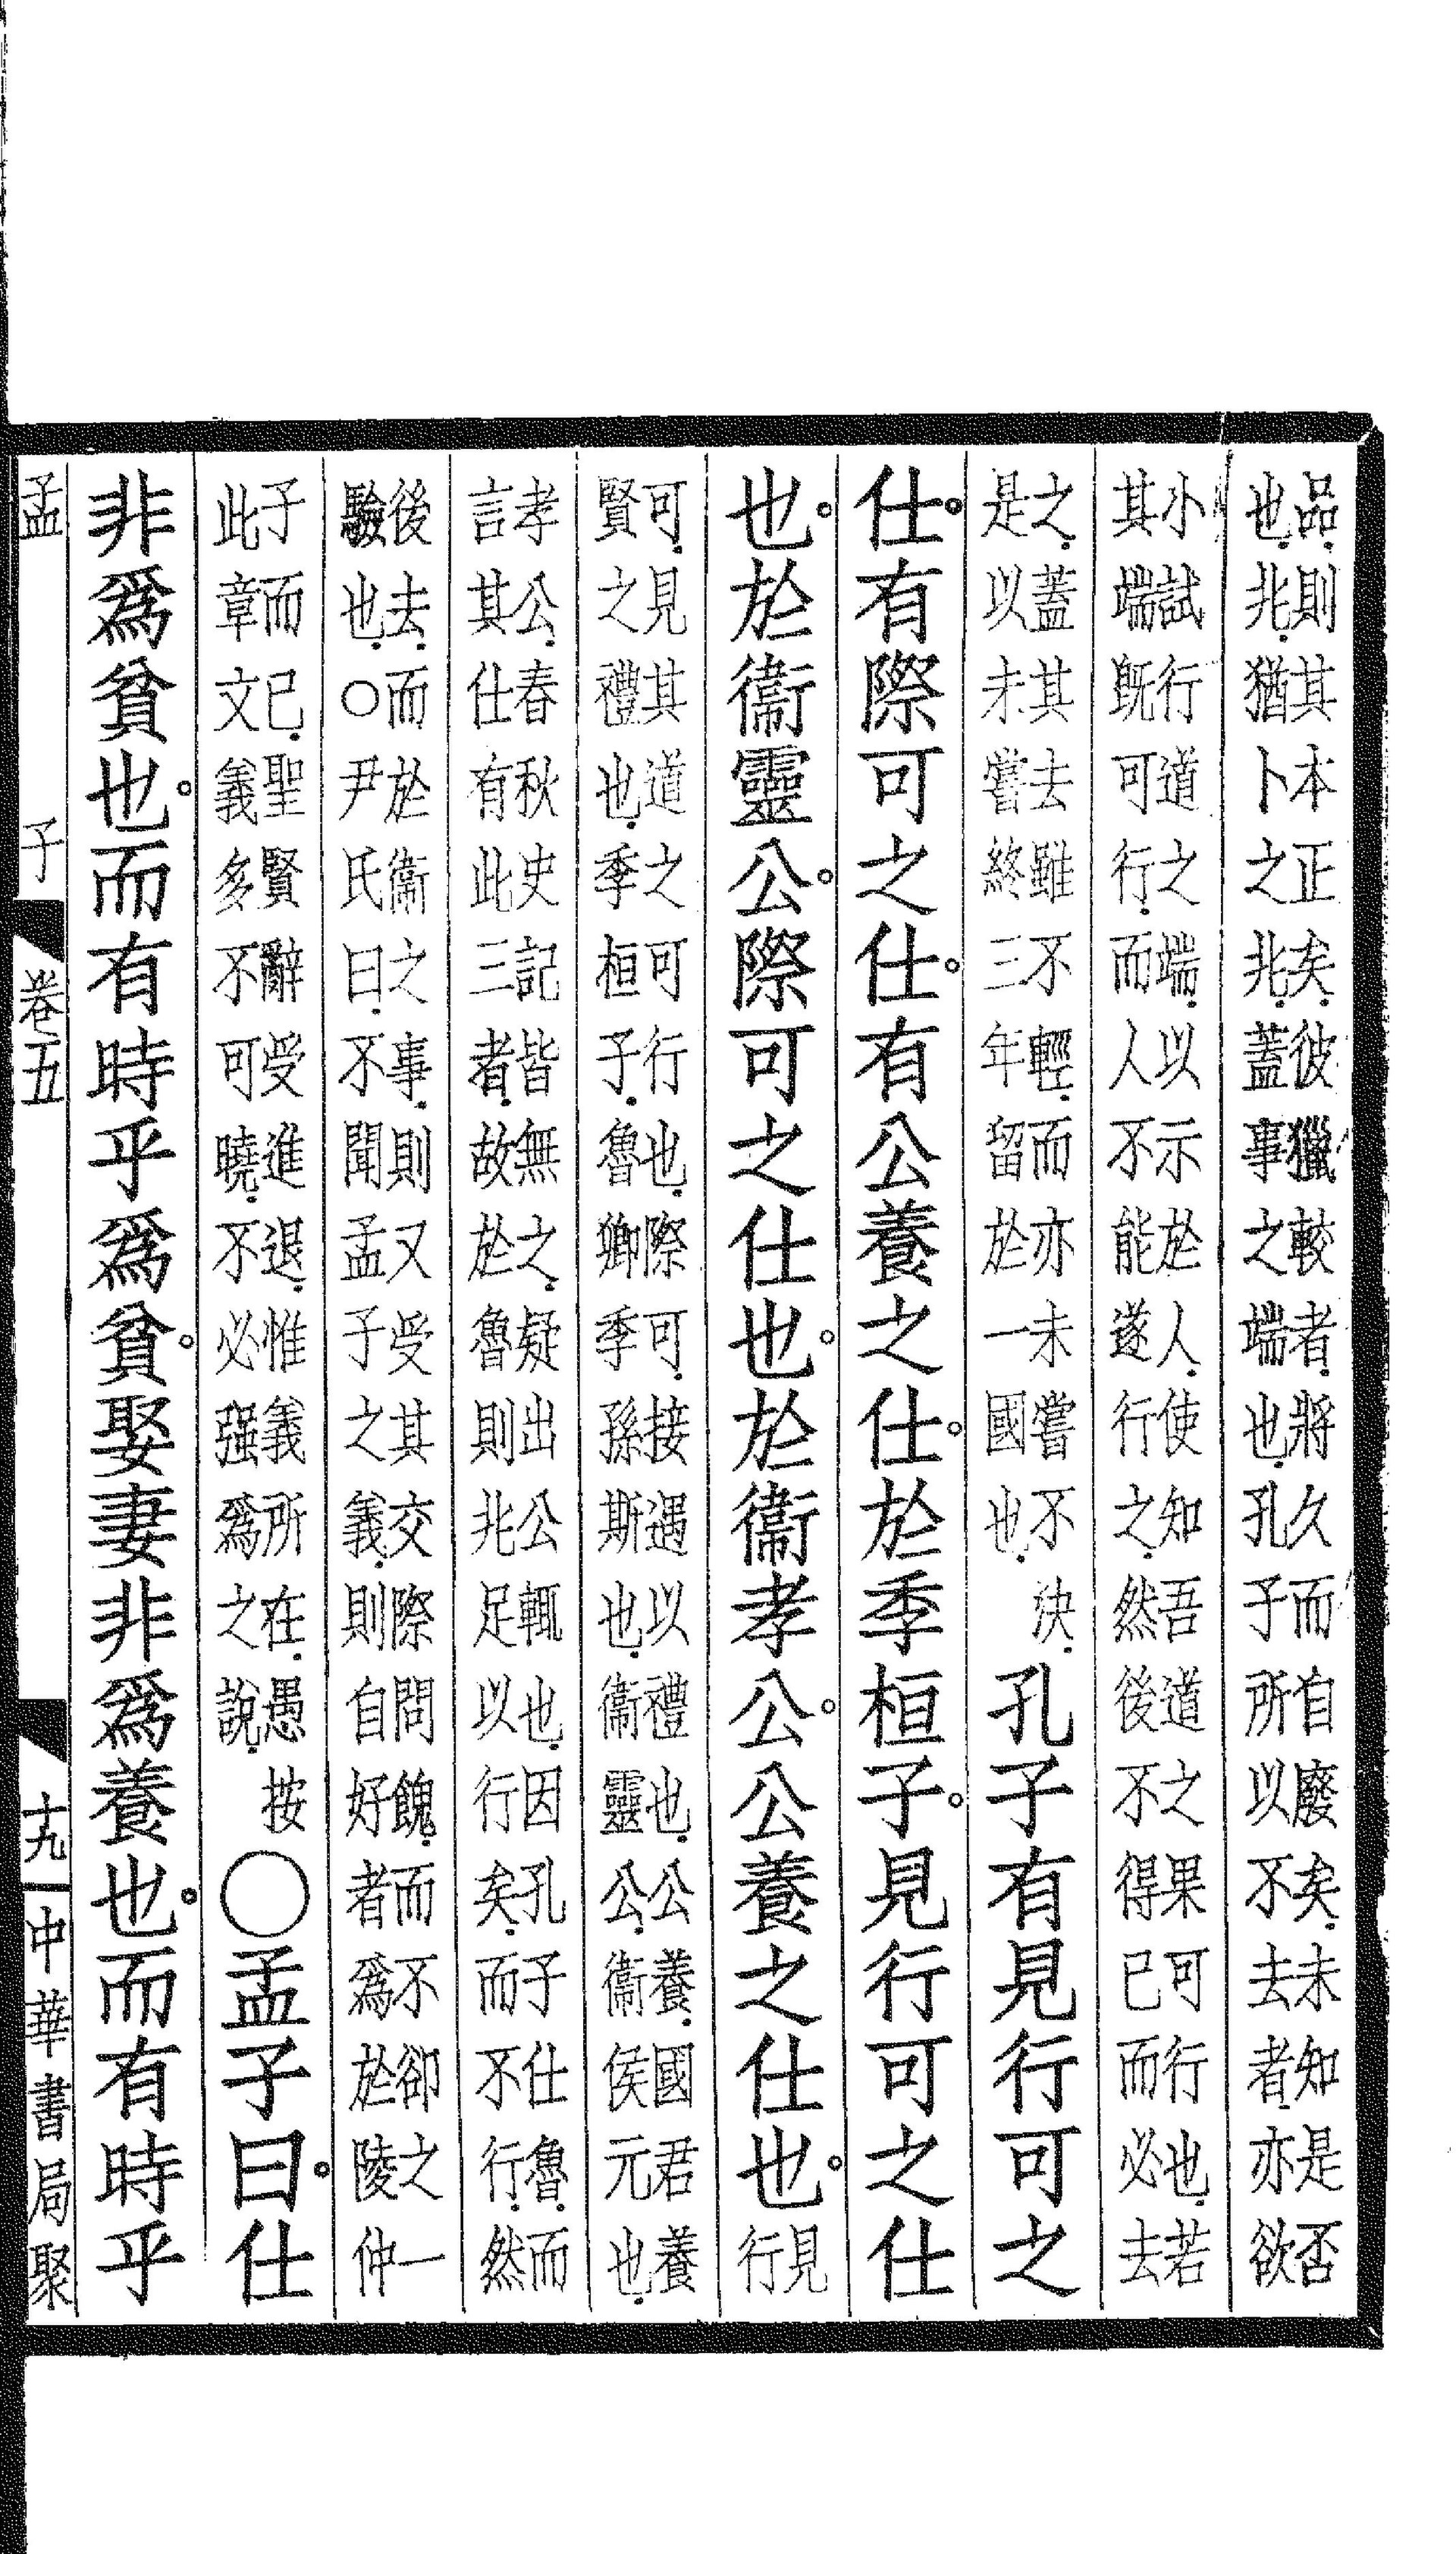 品.則其本正矣.彼獵較者.將久而自廢矣.未知是否
也.兆.猶卜之兆.蓋事之端也.孔子所以不去者.亦欲
小試行道之端.以示於人.使知吾道之果可行也.若
其端既可行.而人不能遂行之.然後不得已而必去
之.蓋其去雖不輕.而亦未嘗不決.
是以未嘗終三年留於一國也.
孔子有見行可之
仕。有際可之仕。有公養之仕。於季桓子。見行可之仕
也。於衞靈公。際可之仕也。於衞孝公。公養之仕也。見
行
可.見其道之可行也.際可.接遇以禮也.公養.國君養
賢之禮也.季桓子.魯卿季孫斯也.衞靈公.衞侯元也.
孝公.春秋史記皆無之.疑出公輒也.因孔子仕魯.而
言其仕有此三者.故於魯則兆足以行矣.而不行.然
後去.而於衞之事.則又受其交際問餽.而不卻之一
驗也.○尹氏曰.不聞孟子之義.則自好者爲於陵仲
子而已.聖賢辭受進退.惟義所在.愚按
此章文義多不可曉.不必强爲之說.
○孟子曰。仕
非爲貧也。而有時乎爲貧。娶妻非爲養也。而有時乎
孟子 卷五 十九 中華書局聚